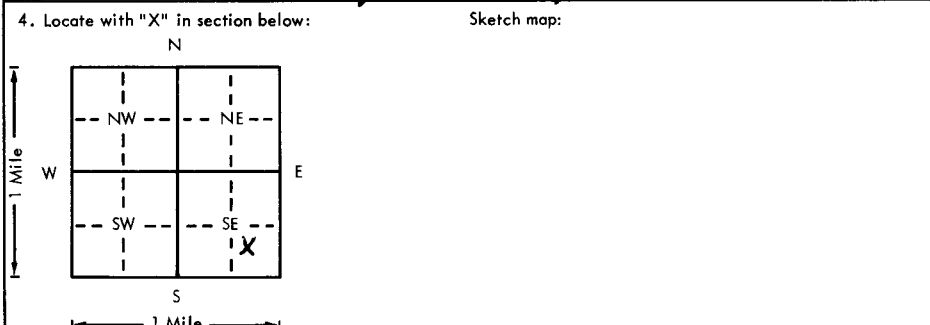 4. Locate with "X" in section below: Sketch map:
N
NW NE
W E
1 Mile
SW SE
X
S
1 Mile